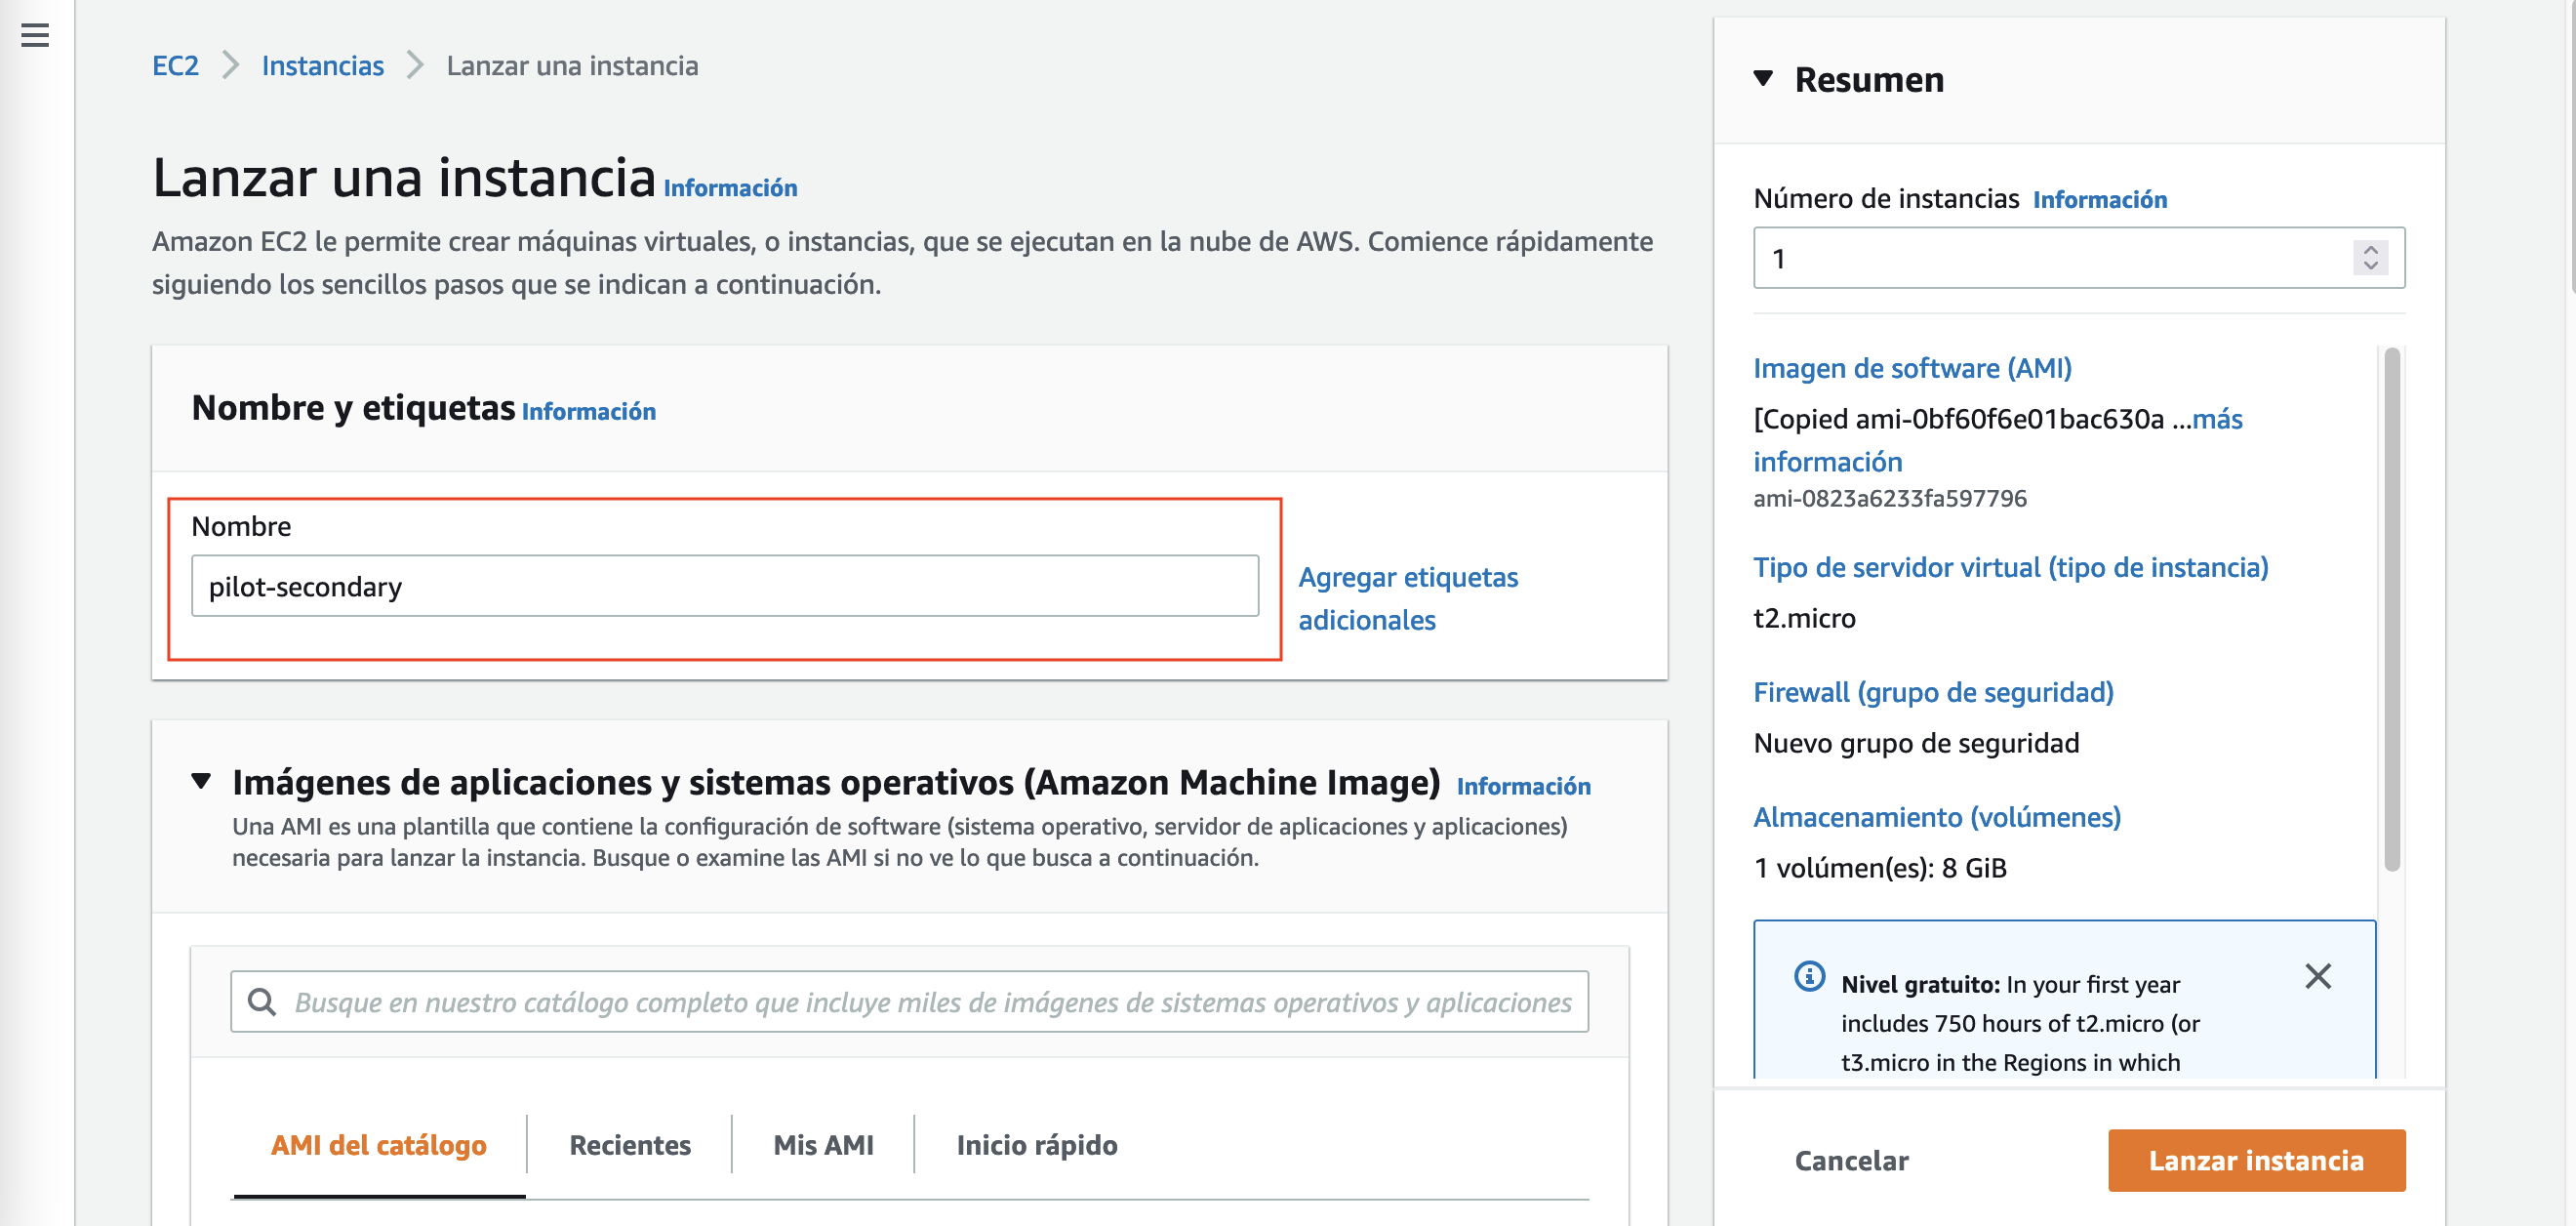 EC2 > Instancias > Lanzar una instancia
Lanzar una instancia Información
Amazon EC2 le permite crear máquinas virtuales, o instancias, que se ejecutan en la nube de AWS. Comience rápidamente
siguiendo los sencillos pasos que se indican a continuación.
Nombre y etiquetas Información
Nombre
pilot-secondary
Agregar etiquetas
adicionales
Imágenes de aplicaciones y sistemas operativos (Amazon Machine Image) Información
Una AMI es una plantilla que contiene la configuración de software (sistema operativo, servidor de aplicaciones y aplicaciones)
necesaria para lanzar la instancia. Busque o examine las AMI si no ve lo que busca a continuación.
Busque en nuestro catálogo completo que incluye miles de imágenes de sistemas operativos y aplicaciones
AMI del catálogo
Recientes
Mis AMI
Inicio rápido
Resumen
Número de instancias Información
1
Imagen de software (AMI)
[Copied ami-0bf60f6e01bac630a ...más
información
ami-0823a6233fa597796
Tipo de servidor virtual (tipo de instancia)
t2.micro
Firewall (grupo de seguridad)
Nuevo grupo de seguridad
Almacenamiento (volúmenes)
1 volúmen(es): 8 GiB
Nivel gratuito: In your first year
includes 750 hours of t2.micro (or
t3.micro in the Regions in which
Cancelar
Lanzar instancia